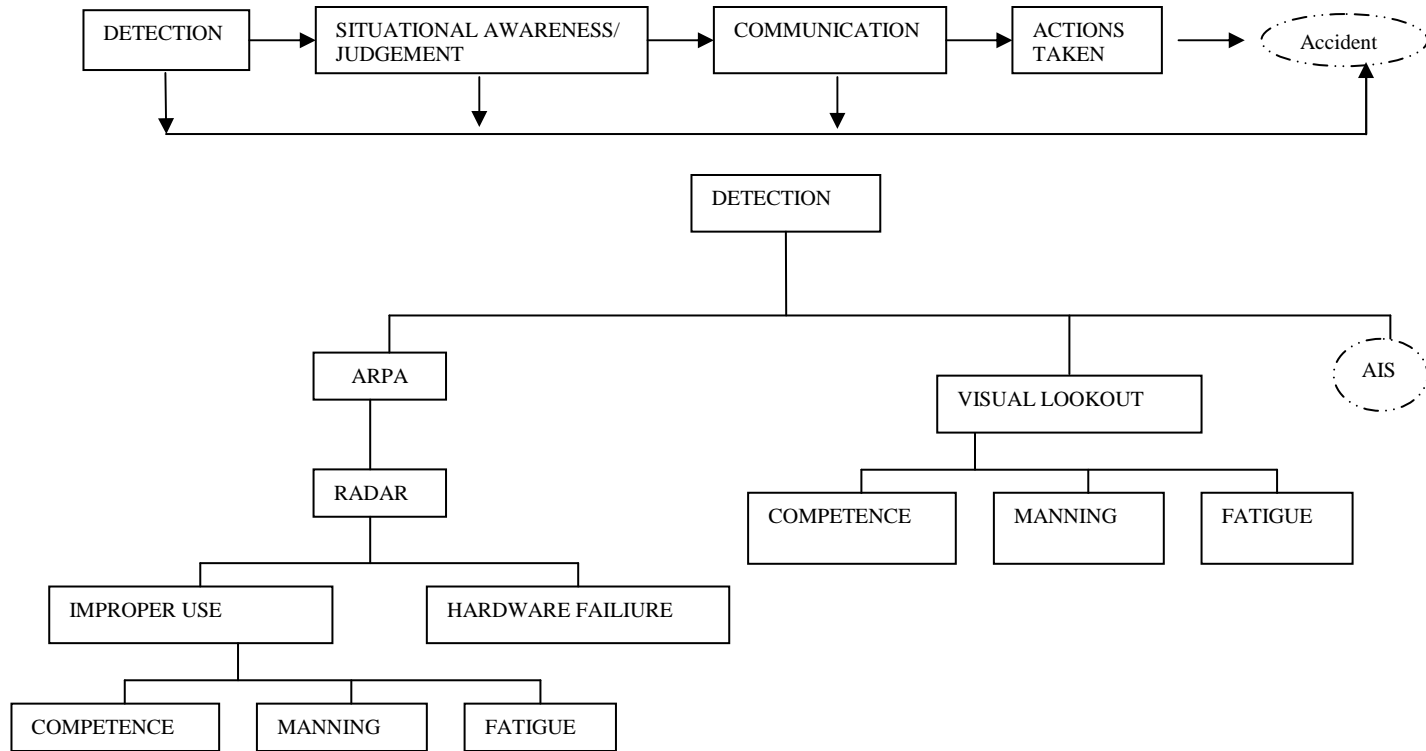 DETECTION
SITUATIONAL AWARENESS/
JUDGEMENT
COMMUNICATION
ACTIONS
TAKEN
Accident
DETECTION
ARPA
AIS
VISUAL LOOKOUT
RADAR
COMPETENCE
MANNING
FATIGUE
IMPROPER USE
HARDWARE FAILIURE
COMPETENCE
MANNING
FATIGUE